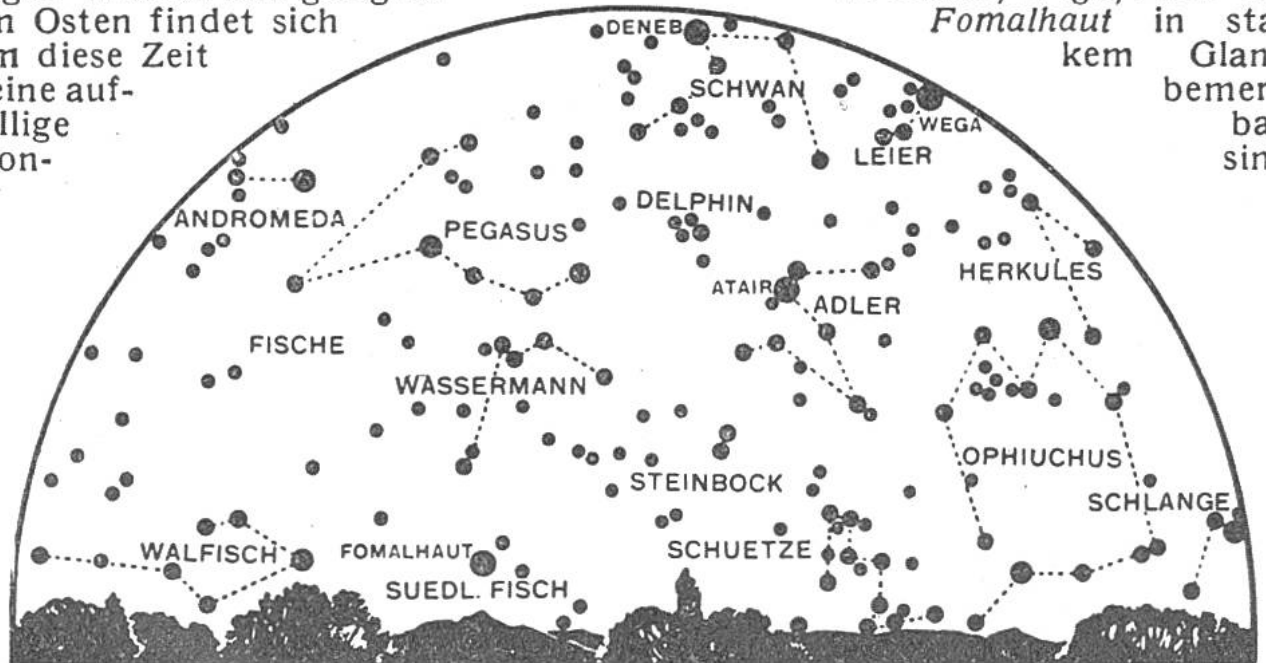 n Osten findet sich
m diese Zeit
eine auf-
llige
on-
Fomalhaut in sta
kem Glan
bemer
ba
sin
DENEB
SCHWAN
WEGA
LEIER
ANDROMEDA
PEGASUS
DELPHIN
ATAIR
ADLER
HERKULES
FISCHE
WASSERMANN
STEINBOCK
OPHIUCHUS
SCHLANGE
WALFISCH
FOMALHAUT
SUEDL. FISCH
SCHUETZE